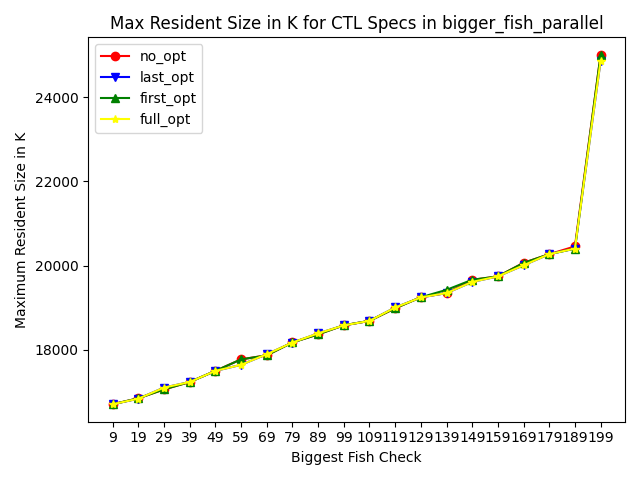 Max Resident Size in K for CTL Specs in bigger_fish_parallel
no_opt
last_opt
first_opt
full_opt
Maximum Resident Size in K
24000
22000
20000
18000
9 19 29 39 49 59 69 79 89 99 109 119 129 139 149 159 169 179 189 199
Biggest Fish Check